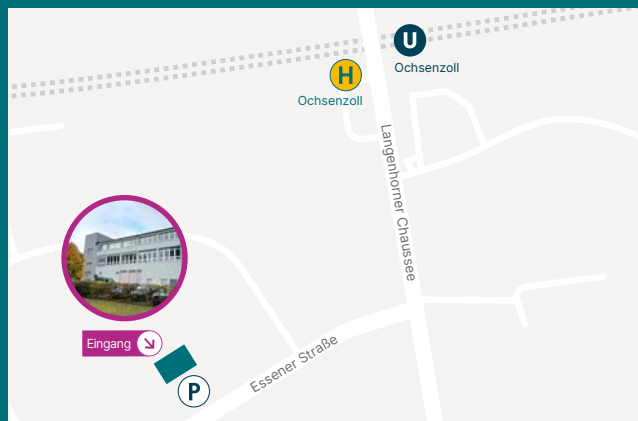 U
Ochsenzoll
H
Ochsenzoll
Langenhorner Chaussee
Eingang
Essener Straße
P